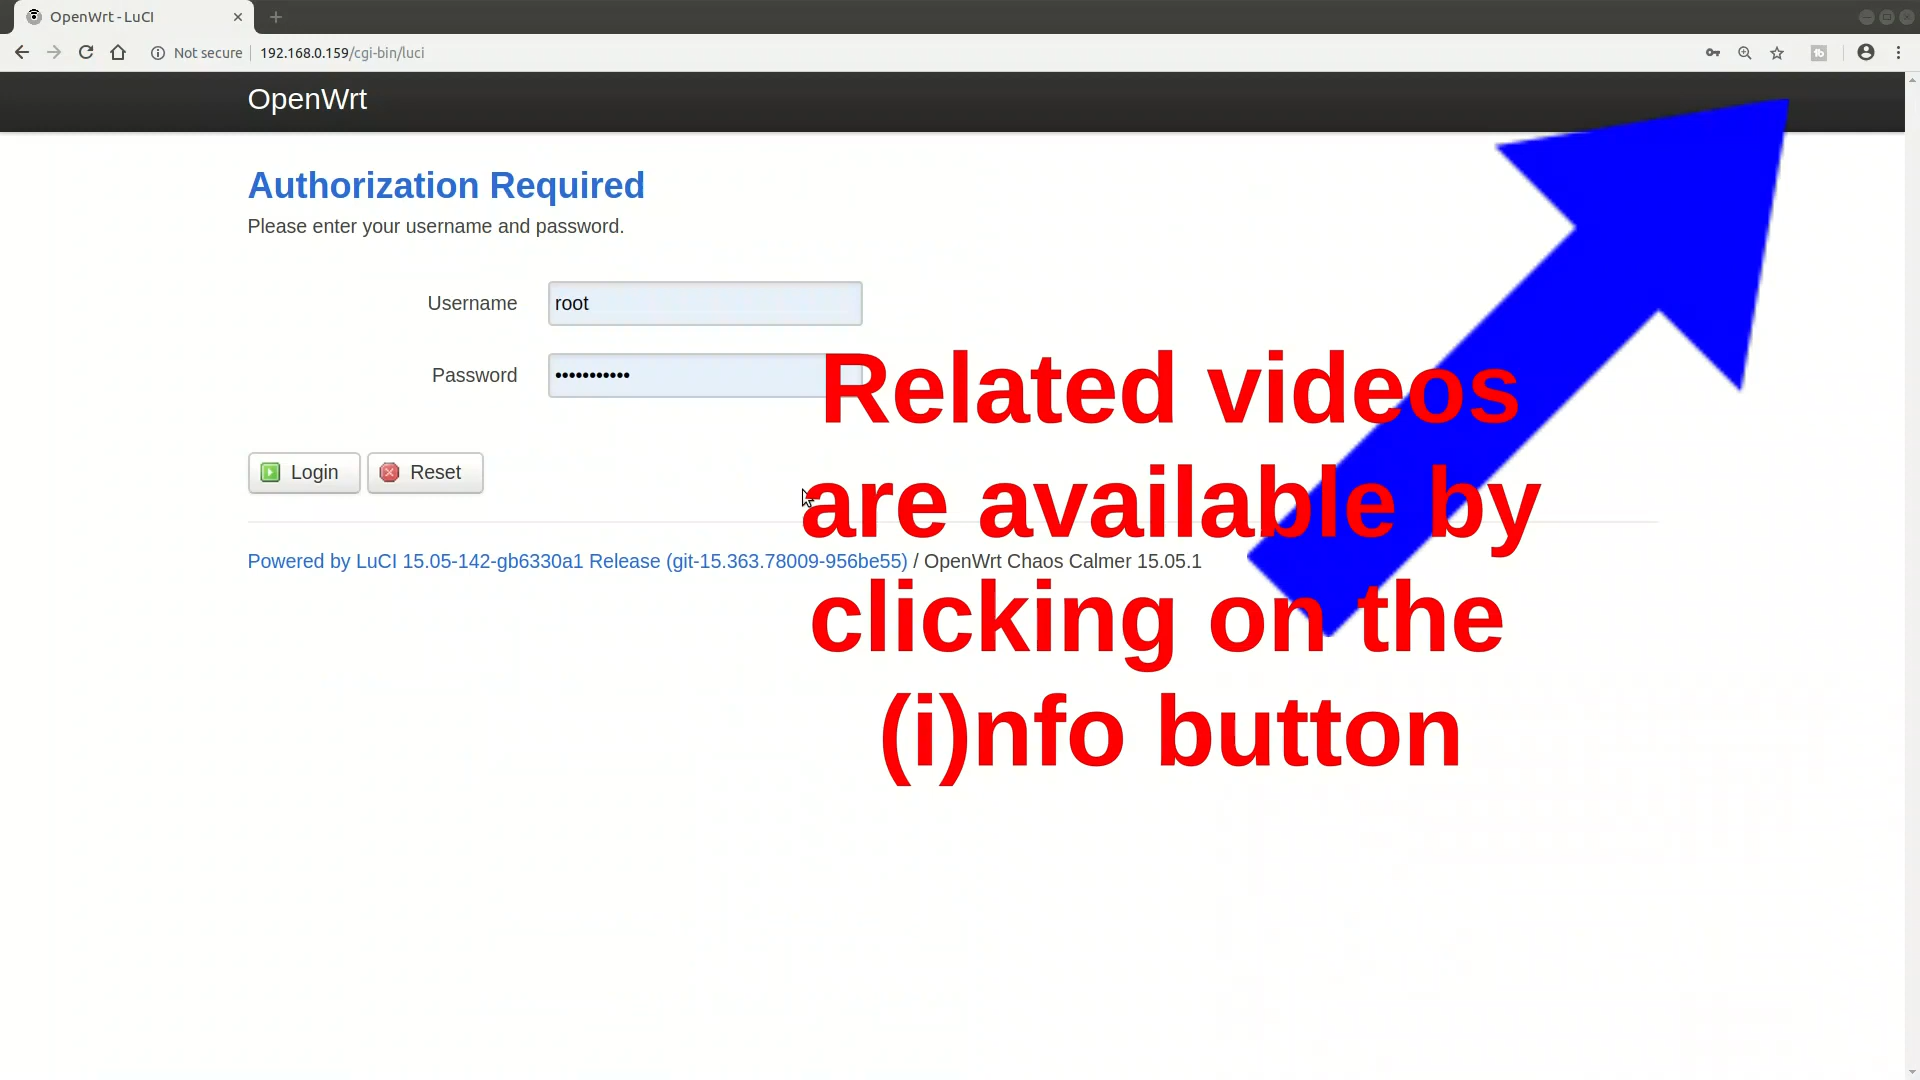 OpenWrt - LuCI
Not secure 192.168.0.159/cgi-bin/luci
OpenWrt
Authorization Required
Please enter your username and password.
Username root
Password •••••••••••
Login Reset
Powered by LuCI 15.05-142-gb6330a1 Release (git-15.363.78009-956be55) / OpenWrt Chaos Calmer 15.05.1
Related videos
are available by
clicking on the
(i)nfo button